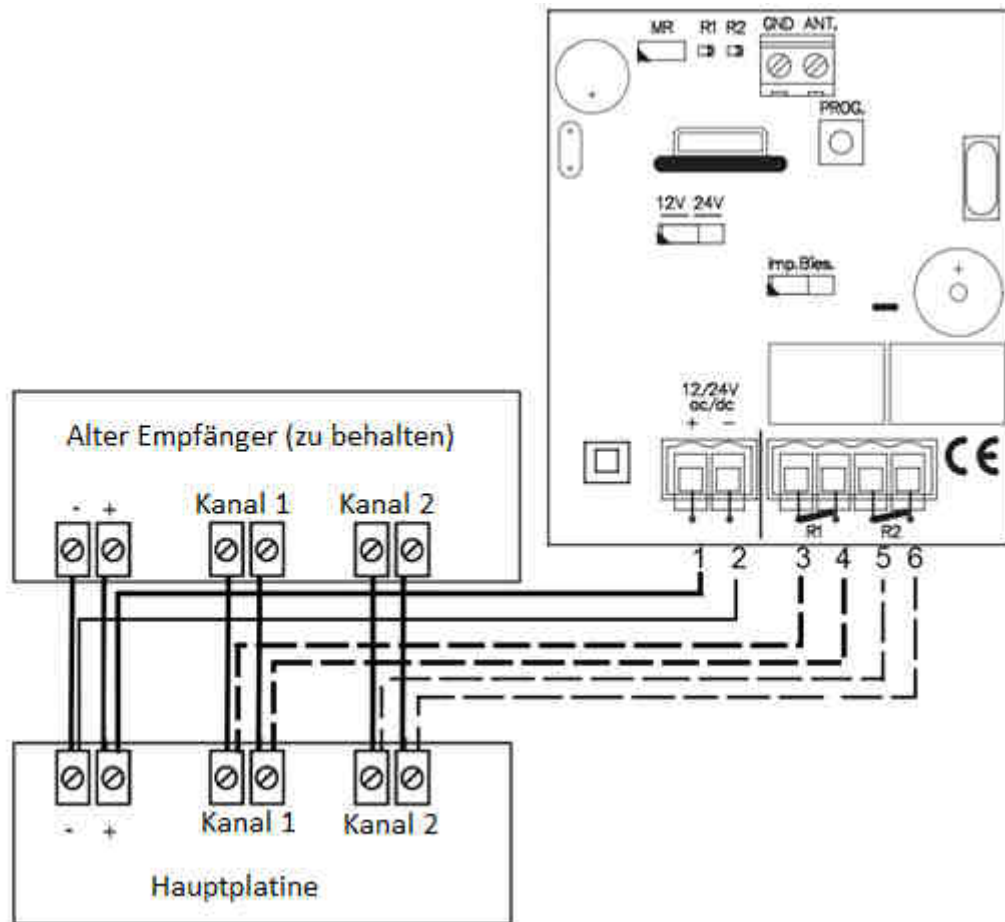 MR R1 R2 GND ANT.
PROG.
12V 24V
imp.Bies.
12/24V
ac/dc
+ -
R1 R2
CE
1 2 3 4 5 6
Alter Empfänger (zu behalten)
- + Kanal 1 Kanal 2
- + Kanal 1 Kanal 2
Hauptplatine